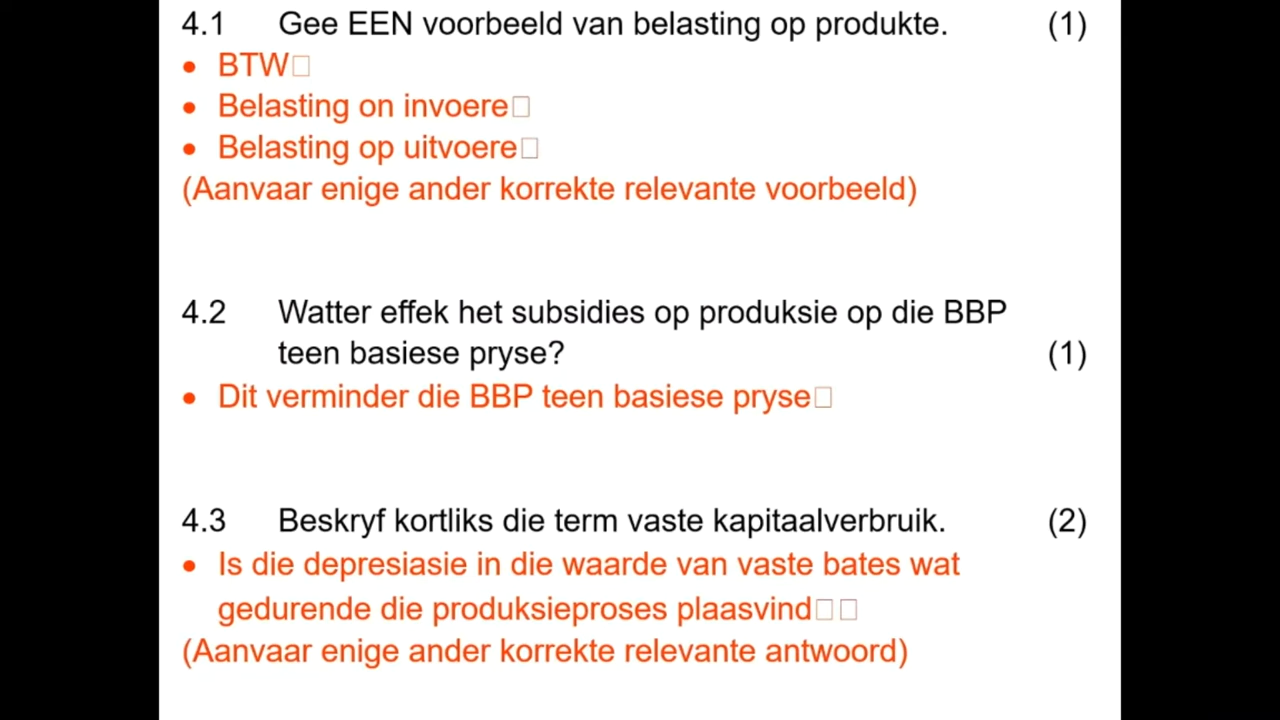 4.1 Gee EEN voorbeeld van belasting op produkte. (1)
• BTW□
• Belasting on invoere□
• Belasting op uitvoere□
(Aanvaar enige ander korrekte relevante voorbeeld)
4.2 Watter effek het subsidies op produksie op die BBP
teen basiese pryse? (1)
• Dit verminder die BBP teen basiese pryse□
4.3 Beskryf kortliks die term vaste kapitaalverbruik. (2)
• Is die depresiasie in die waarde van vaste bates wat
gedurende die produksieproses plaasvind□□
(Aanvaar enige ander korrekte relevante antwoord)